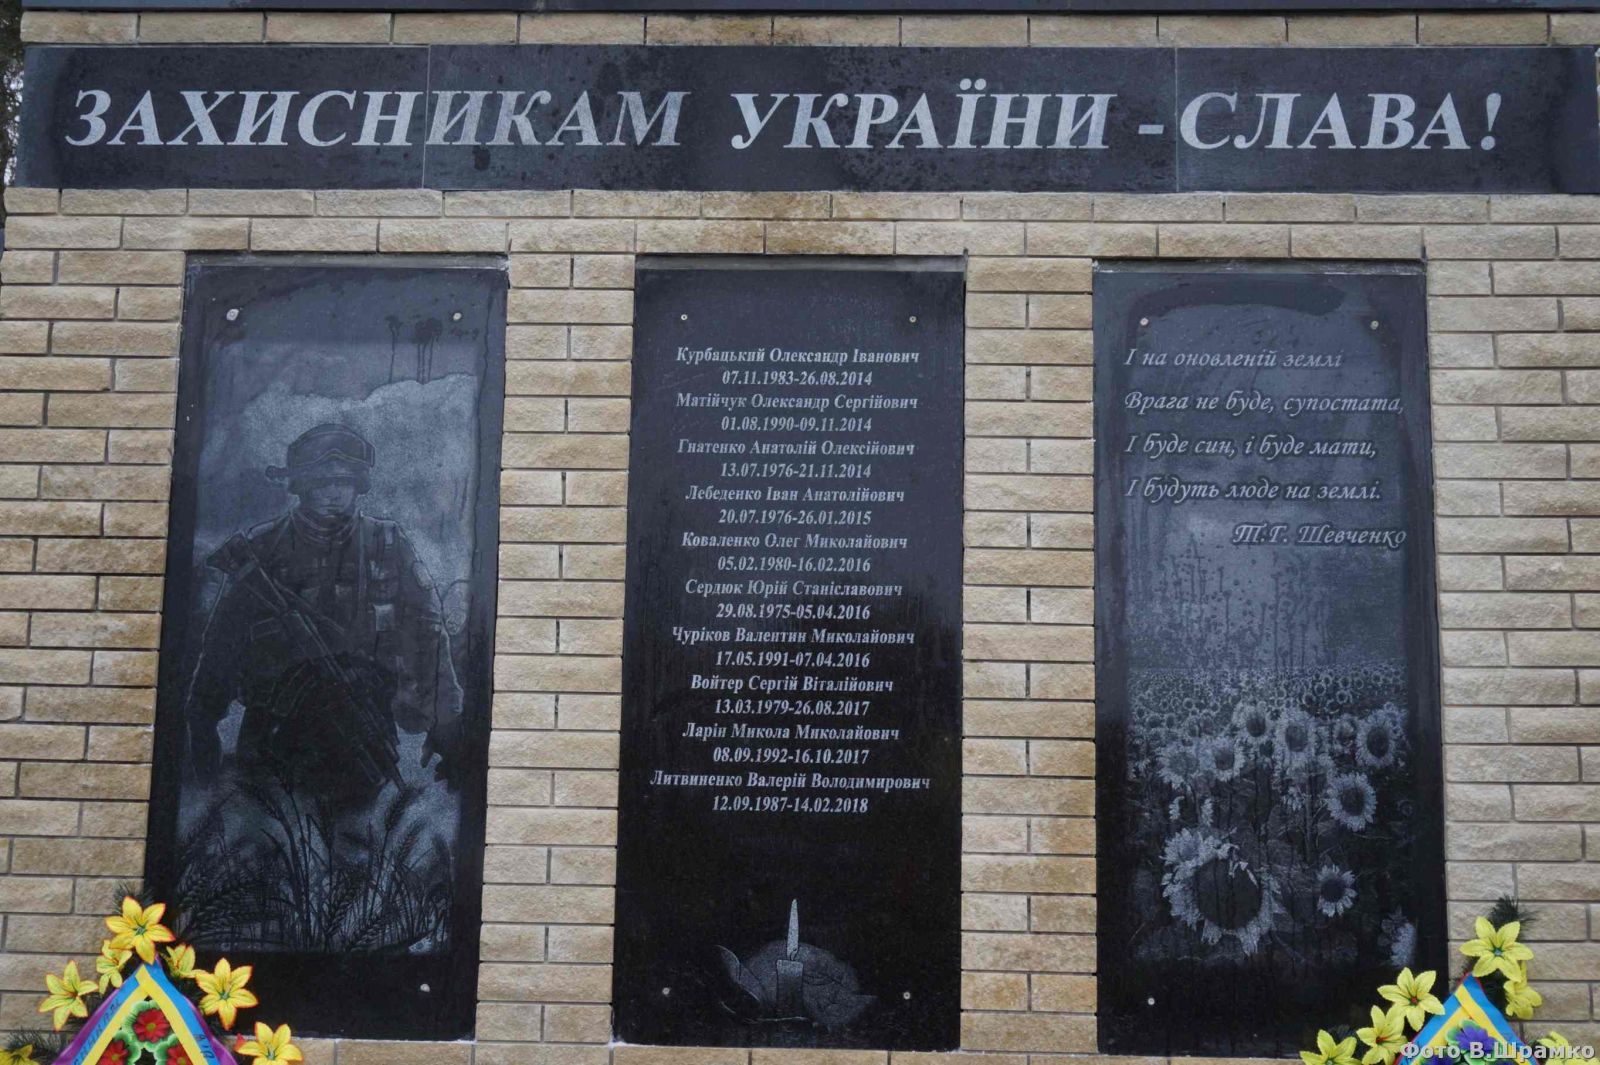 ЗАХИСНИКАМ УКРАЇНИ - СЛАВА!
Курбацький Олександр Іванович
07.11.1983-26.08.2014
Матійчук Олександр Сергійович
01.08.1990-09.11.2014
Гнатенко Анатолій Олексійович
13.07.1976-21.11.2014
Лебеденко Іван Анатолійович
20.07.1976-26.01.2015
Коваленко Олег Миколайович
05.02.1980-16.02.2016
Сердюк Юрій Станіславович
29.08.1975-05.04.2016
Чуріков Валентин Миколайович
17.05.1991-07.04.2016
Войтер Сергій Віталійович
13.03.1979-26.08.2017
Ларін Микола Миколайович
08.09.1992-16.10.2017
Литвиненко Валерій Володимирович
12.09.1987-14.02.2018
І на оновленій землі
Врага не буде, супостата,
І буде син, і буде мати,
І будуть люде на землі.
Т.Г. Шевченко
Фото В.Шрамко